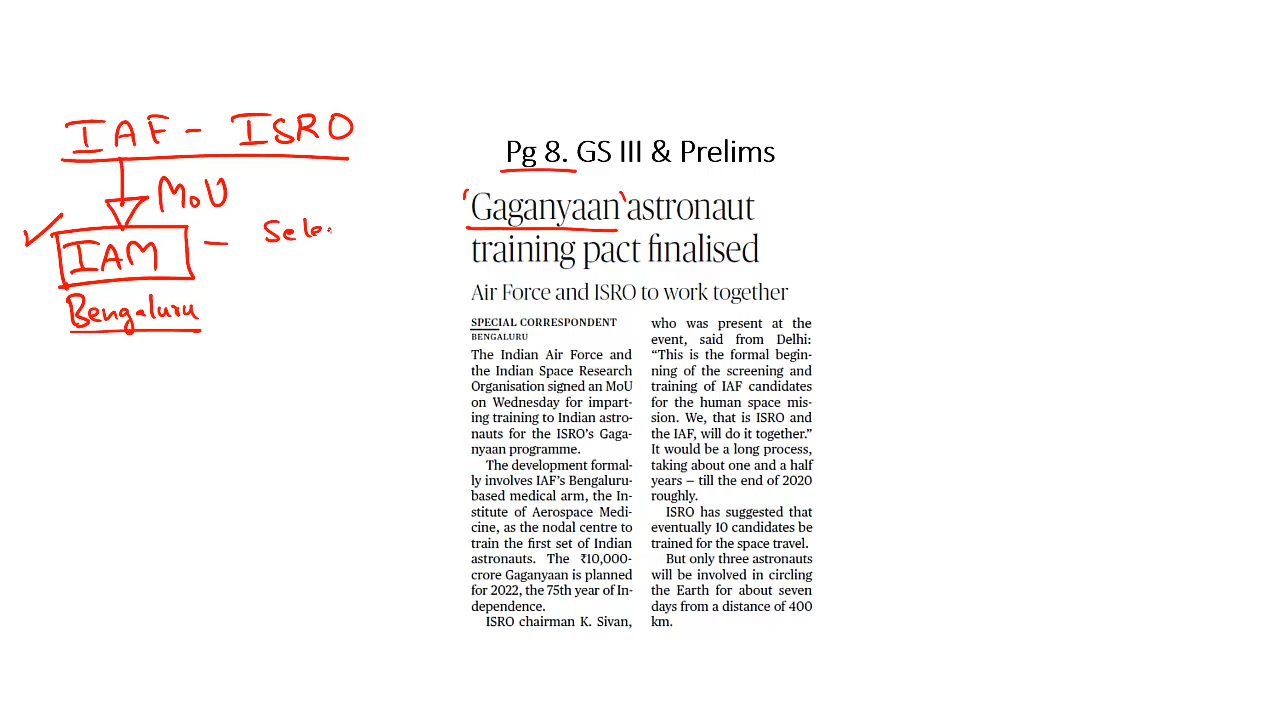 IAF - ISRO
MoU
IAM - Sele
Bengaluru
Pg 8. GS III & Prelims
'Gaganyaan' astronaut
training pact finalised
Air Force and ISRO to work together
SPECIAL CORRESPONDENT
BENGALURU
The Indian Air Force and
the Indian Space Research
Organisation signed an MoU
on Wednesday for impart-
ing training to Indian astro-
nauts for the ISRO's Gaga-
nyaan programme.
The development formal-
ly involves IAF's Bengaluru-
based medical arm, the In-
stitute of Aerospace Medi-
cine, as the nodal centre to
train the first set of Indian
astronauts. The ₹10,000-
crore Gaganyaan is planned
for 2022, the 75th year of In-
dependence.
ISRO chairman K. Sivan,
who was present at the
event, said from Delhi:
“This is the formal begin-
ning of the screening and
training of IAF candidates
for the human space mis-
sion. We, that is ISRO and
the IAF, will do it together.”
It would be a long process,
taking about one and a half
years – till the end of 2020
roughly.
ISRO has suggested that
eventually 10 candidates be
trained for the space travel.
But only three astronauts
will be involved in circling
the Earth for about seven
days from a distance of 400
km.